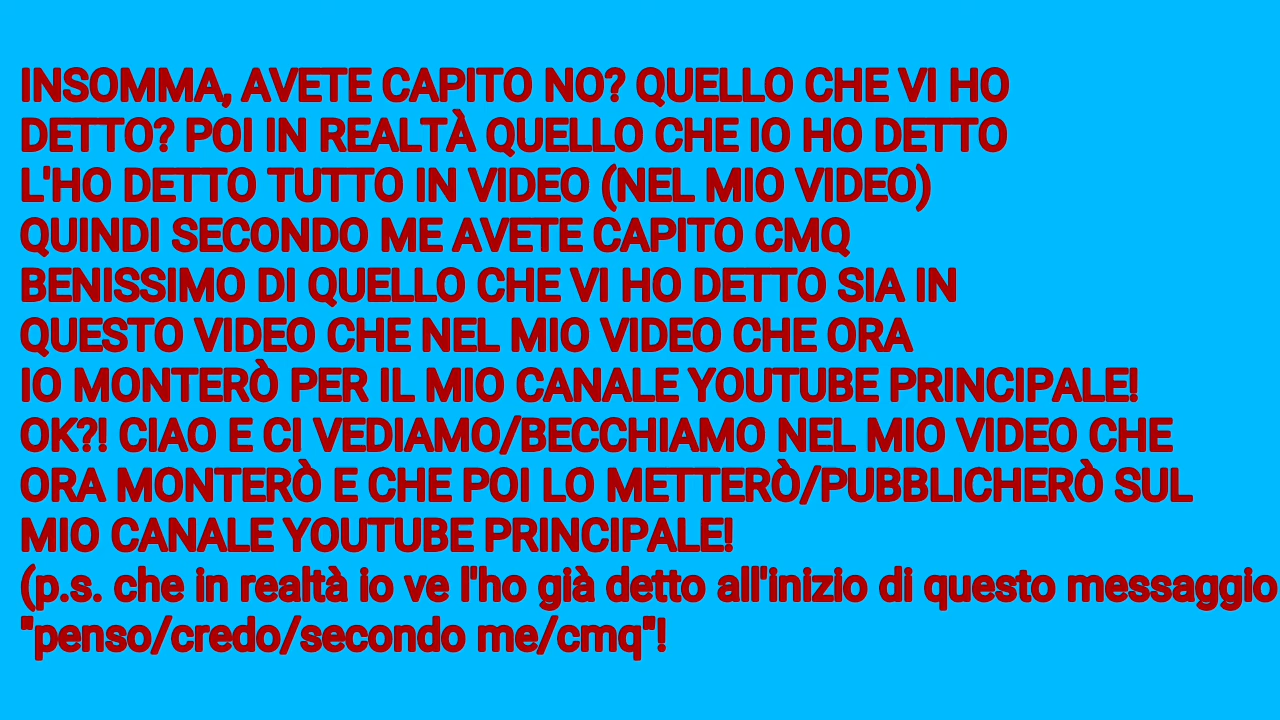 INSOMMA, AVETE CAPITO NO? QUELLO CHE VI HO
DETTO? POI IN REALTÀ QUELLO CHE IO HO DETTO
L'HO DETTO TUTTO IN VIDEO (NEL MIO VIDEO)
QUINDI SECONDO ME AVETE CAPITO CMQ
BENISSIMO DI QUELLO CHE VI HO DETTO SIA IN
QUESTO VIDEO CHE NEL MIO VIDEO CHE ORA
IO MONTERÒ PER IL MIO CANALE YOUTUBE PRINCIPALE!
OK?! CIAO E CI VEDIAMO/BECCHIAMO NEL MIO VIDEO CHE
ORA MONTERÒ E CHE POI LO METTERÒ/PUBBLICHERÒ SUL
MIO CANALE YOUTUBE PRINCIPALE!
(p.s. che in realtà io ve l'ho già detto all'inizio di questo messaggio
"penso/credo/secondo me/cmq"!